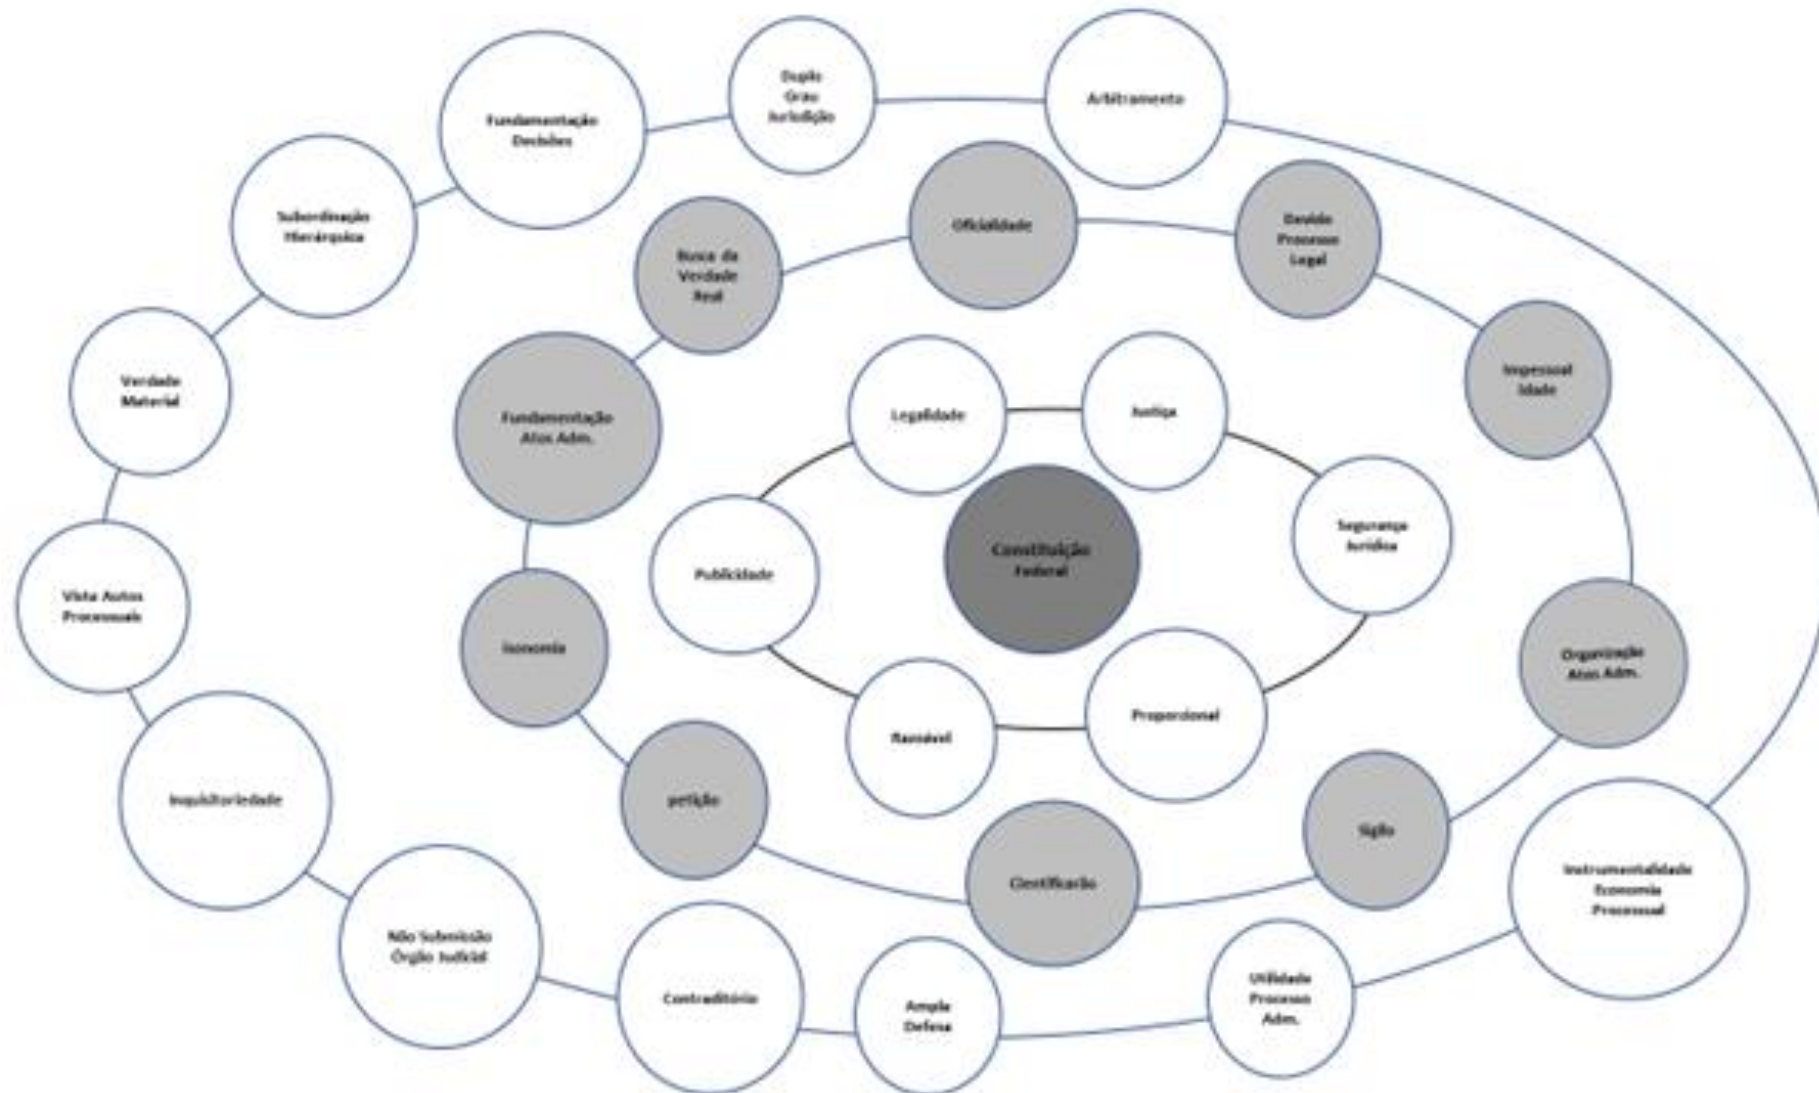 Duplo
Grau
Jurisdição
Arbitramento
Fundamentação
Decisões
Subordinação
Hierárquica
Verdade
Material
Vista Autos
Processuais
Inquisitoriedade
Não Submissão
Órgão Judicial
Contraditório
Ampla
Defesa
Utilidade
Processo
Adm.
Instrumentalidade
Economia
Processual
Oficialidade
Devido
Processo
Legal
Impessoal
idade
Organização
Atos Adm.
Sigilo
Cientificarão
petição
Isonomia
Fundamentação
Atos Adm.
Busca da
Verdade
Real
Legalidade
Justiça
Segurança
Jurídica
Proporcional
Publicidade
Constituição
Federal